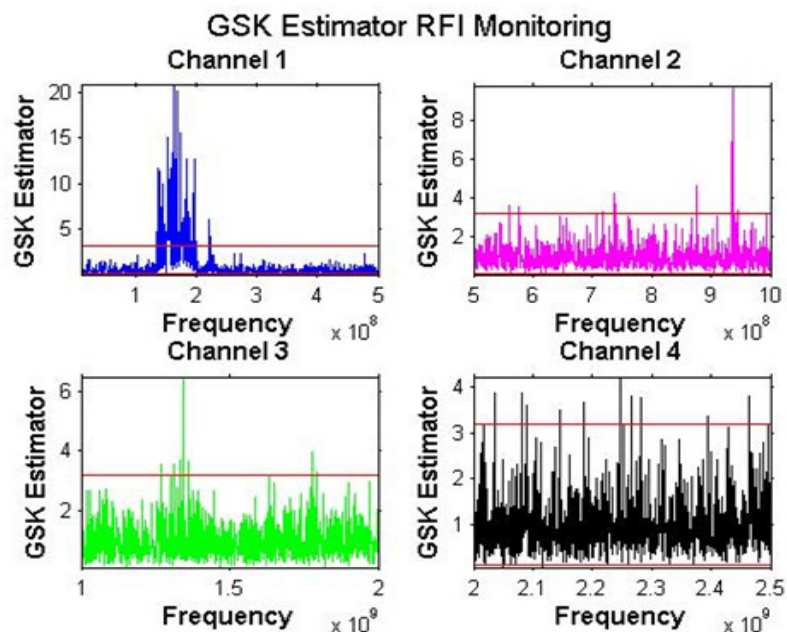 GSK Estimator RFI Monitoring
Channel 1
GSK Estimator
20
15
10
5
1 2 3 4 5
Frequency
x 10^8
Channel 2
GSK Estimator
8
6
4
2
5 6 7 8 9 10
Frequency
x 10^8
Channel 3
GSK Estimator
6
4
2
1 1.5 2
Frequency
x 10^9
Channel 4
GSK Estimator
4
3
2
1
2 2.1 2.2 2.3 2.4 2.5
Frequency
x 10^9